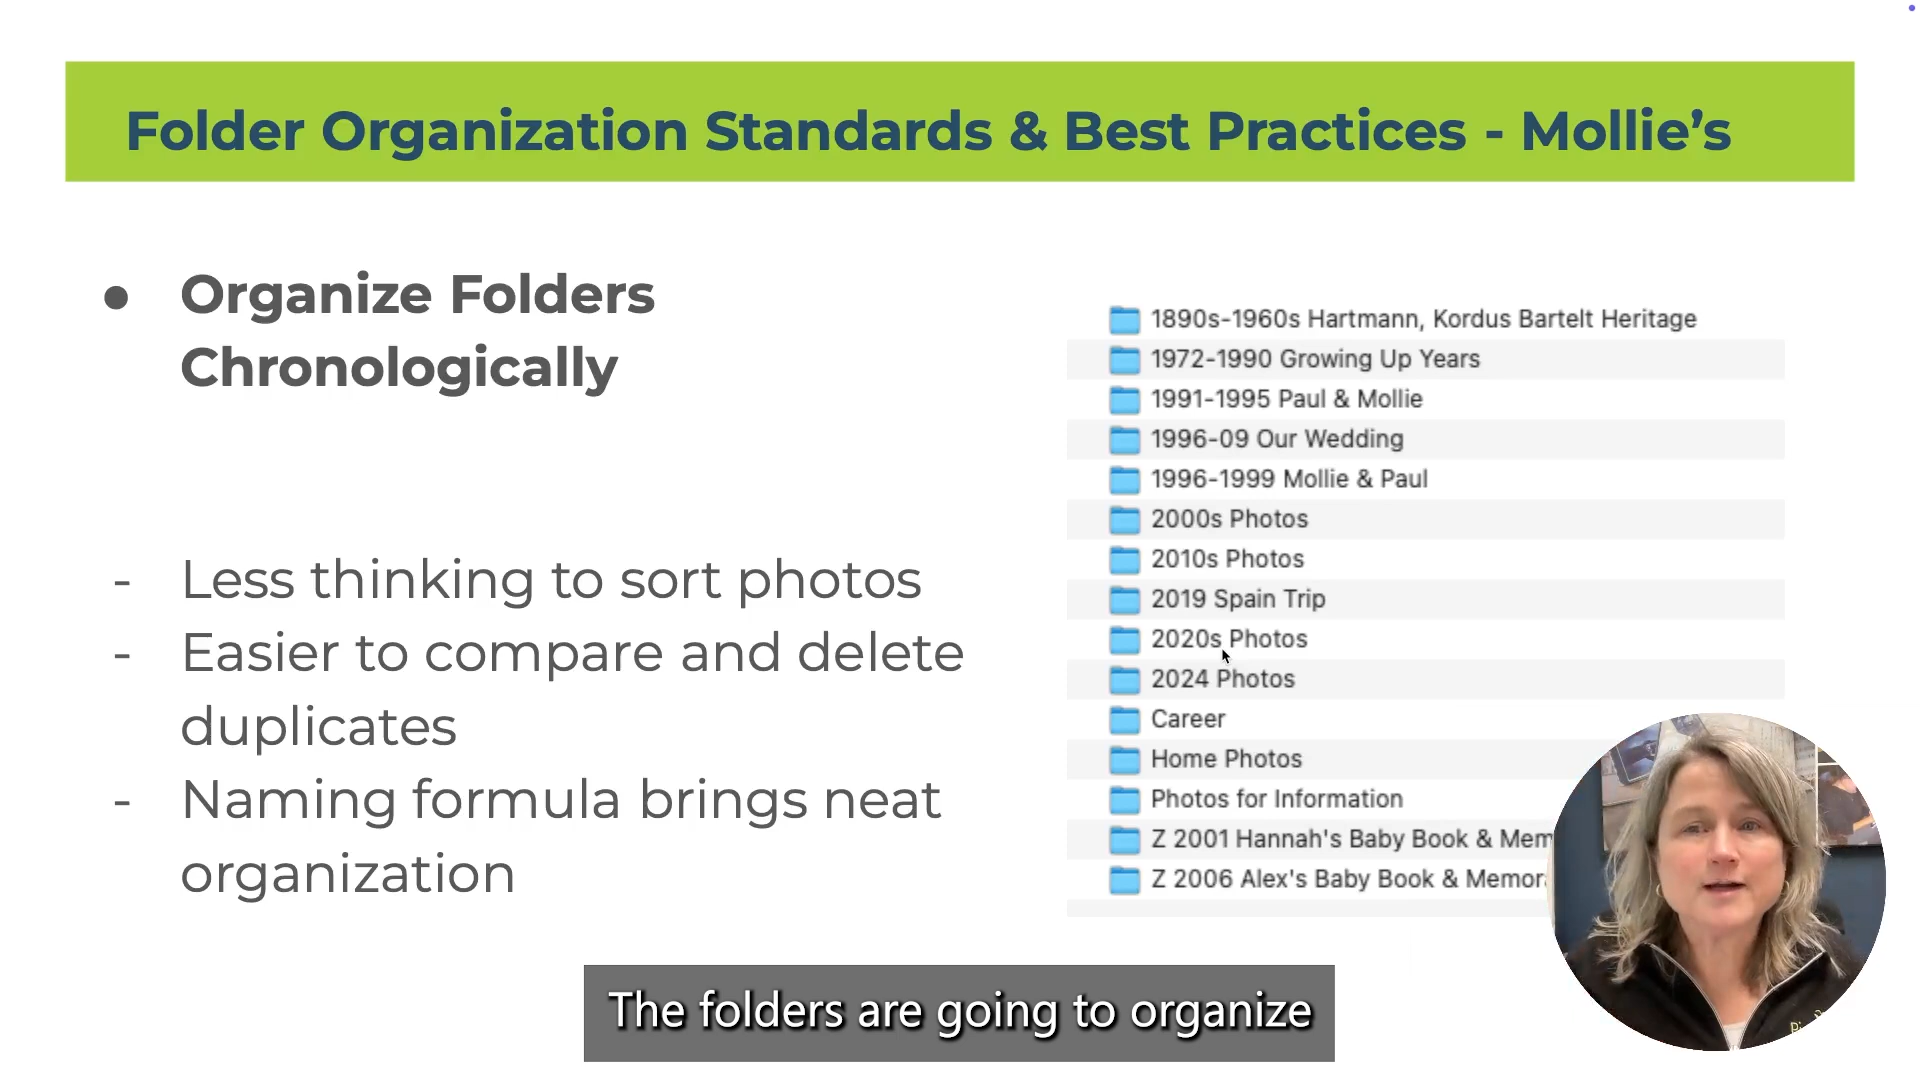 Folder Organization Standards & Best Practices - Mollie’s
● Organize Folders
Chronologically
- Less thinking to sort photos
- Easier to compare and delete
duplicates
- Naming formula brings neat
organization
1890s-1960s Hartmann, Kordus Bartelt Heritage
1972-1990 Growing Up Years
1991-1995 Paul & Mollie
1996-09 Our Wedding
1996-1999 Mollie & Paul
2000s Photos
2010s Photos
2019 Spain Trip
2020s Photos
2024 Photos
Career
Home Photos
Photos for Information
Z 2001 Hannah's Baby Book & Mem
Z 2006 Alex's Baby Book & Memor
The folders are going to organize